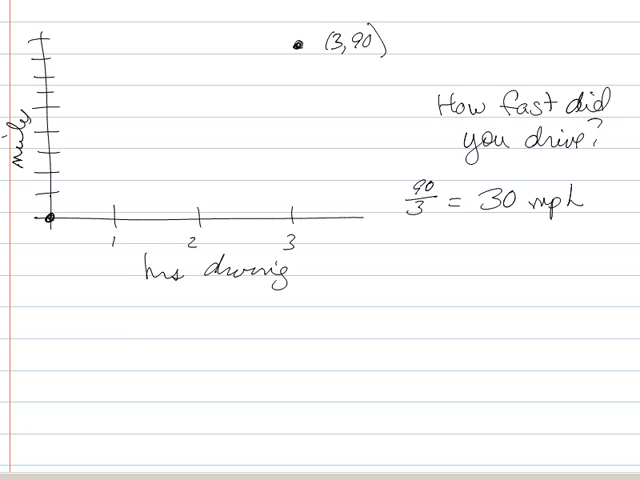 (3,90)
miles
How fast did
you drive?
90
3 = 30 mph
1 2 3
hrs driving